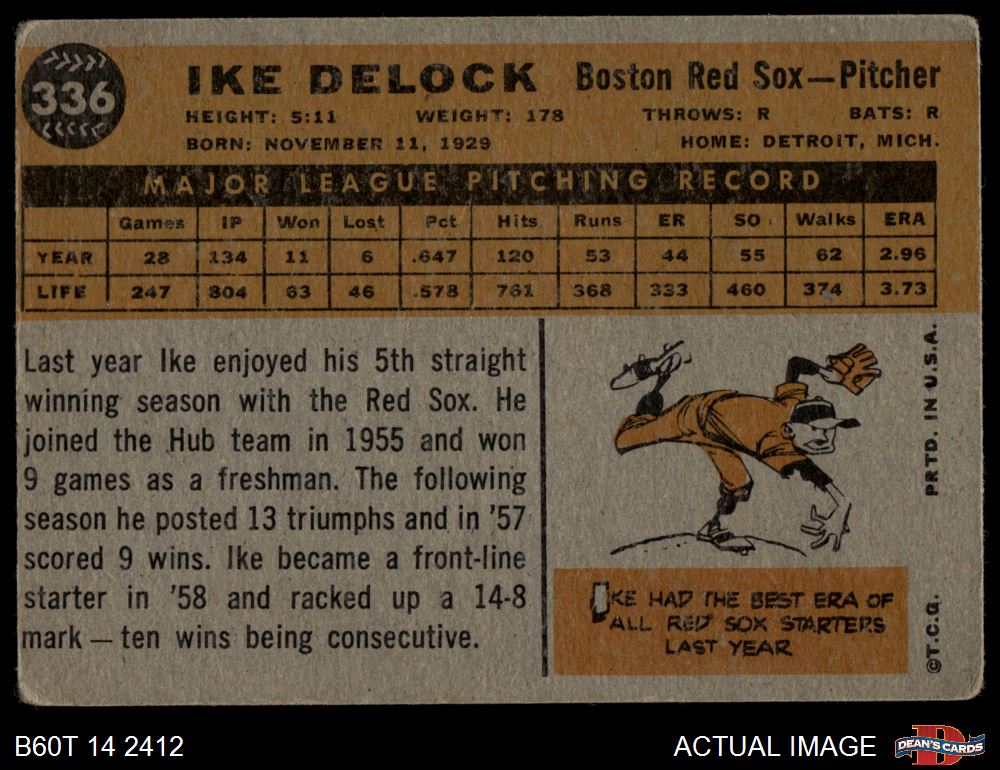 336
IKE DELOCK Boston Red Sox—Pitcher
HEIGHT: 5:11 WEIGHT: 178 THROWS: R BATS: R
BORN: NOVEMBER 11, 1929 HOME: DETROIT, MICH.
MAJOR LEAGUE PITCHING RECORD
Games IP Won Lost Pct Hits Runs ER SO Walks ERA
YEAR 28 134 11 6 .647 120 53 44 55 62 2.96
LIFE 247 804 63 46 .578 761 368 333 460 374 3.73
Last year Ike enjoyed his 5th straight
winning season with the Red Sox. He
joined the Hub team in 1955 and won
9 games as a freshman. The following
season he posted 13 triumphs and in '57
scored 9 wins. Ike became a front-line
starter in '58 and racked up a 14-8
mark — ten wins being consecutive.
IKE HAD THE BEST ERA OF
ALL RED SOX STARTERS
LAST YEAR
©T.C.G. PRTD. IN U.S.A.
B60T 14 2412
ACTUAL IMAGE
DEAN'S CARDS